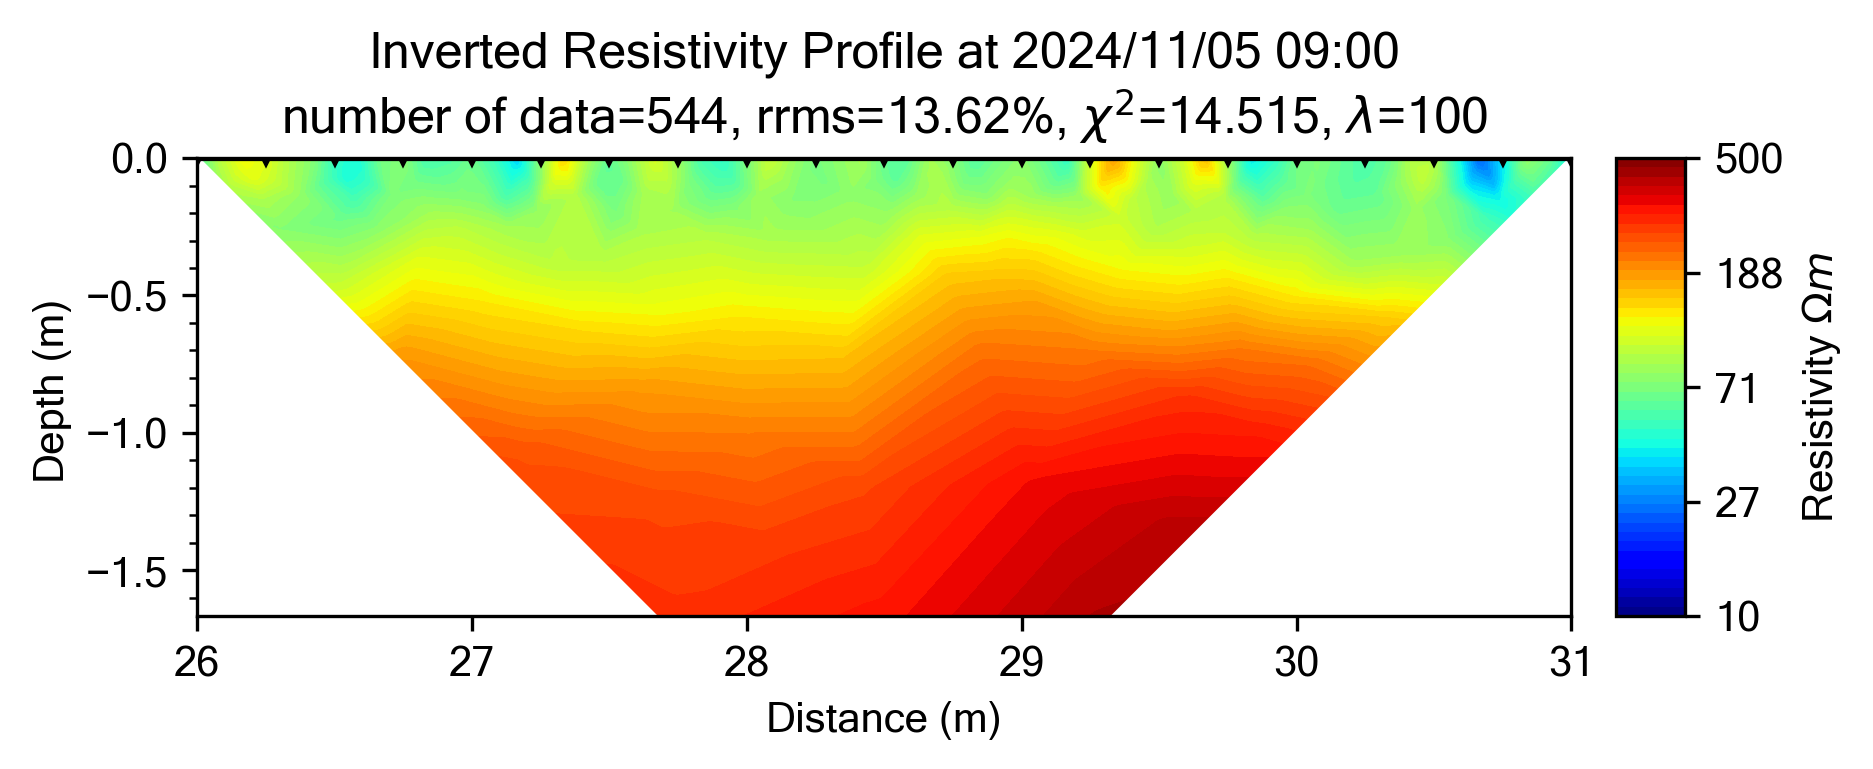 Inverted Resistivity Profile at 2024/11/05 09:00
number of data=544, rrms=13.62%, χ²=14.515, λ=100
0.0
−0.5
−1.0
−1.5
Depth (m)
26 27 28 29 30 31
Distance (m)
500
188
71
27
10
Resistivity Ωm